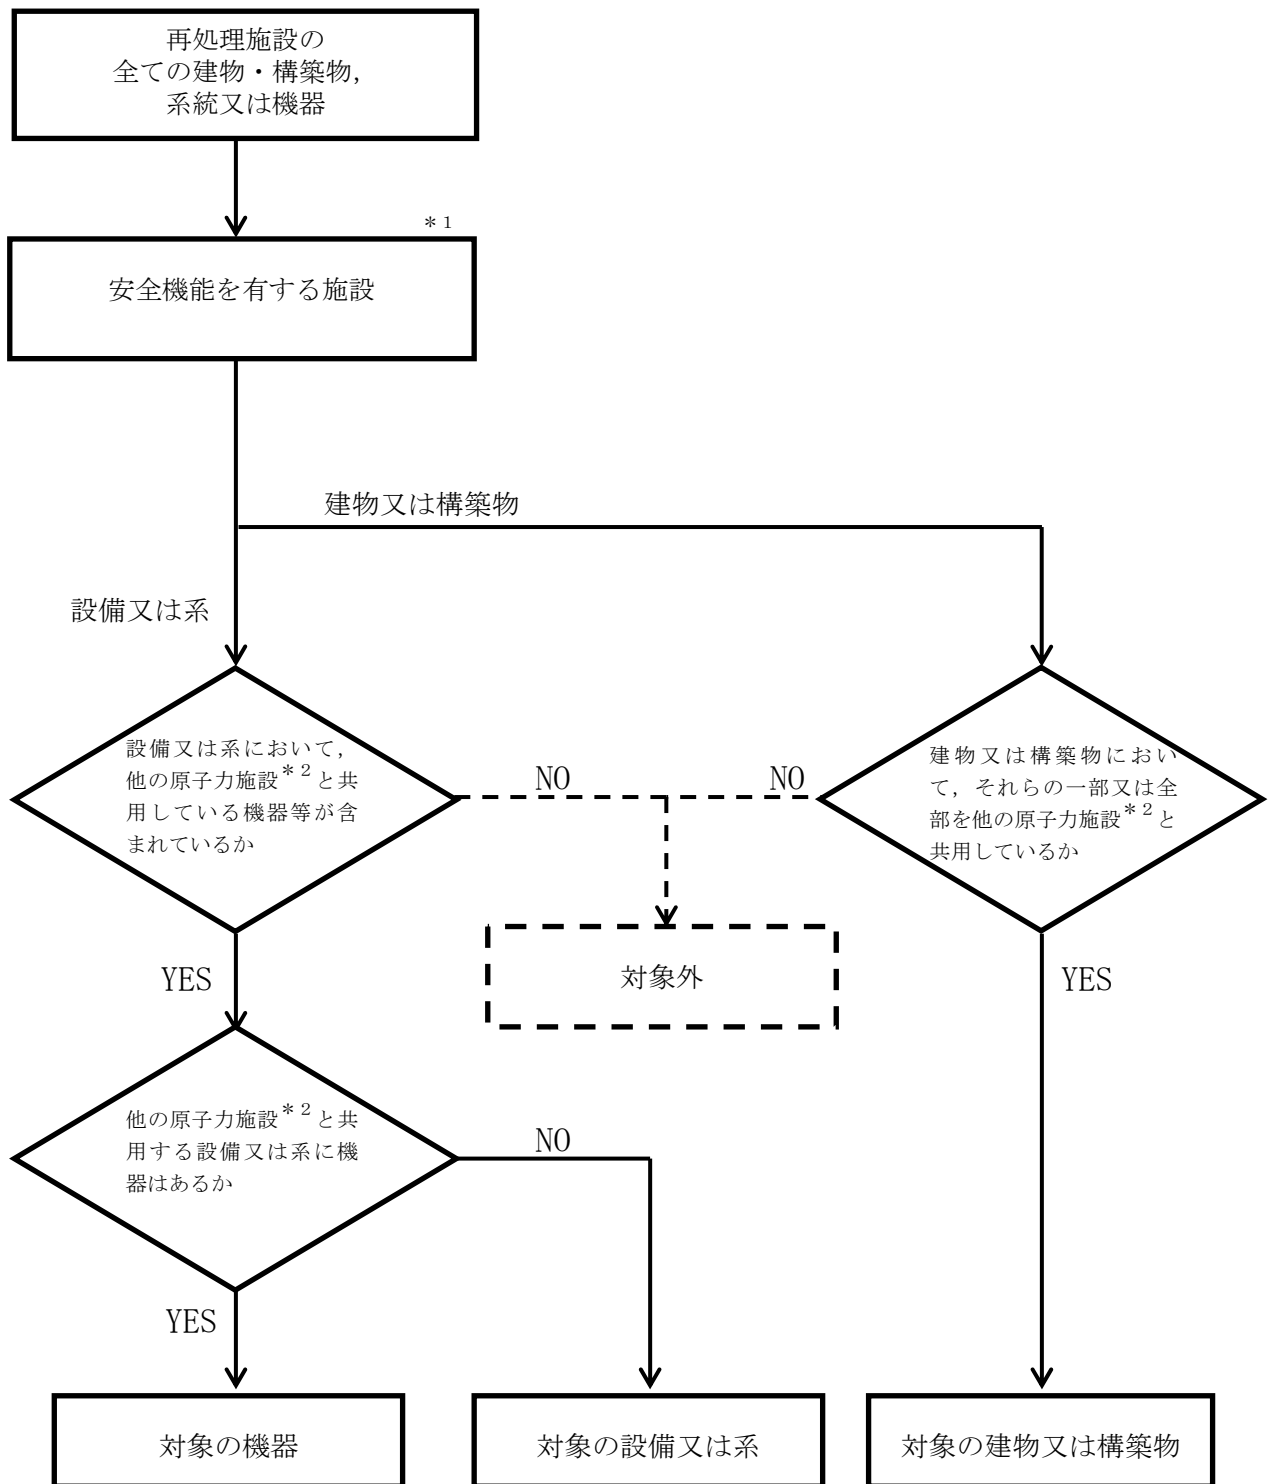 再処理施設の
全ての建物・構築物,
系統又は機器
*1
安全機能を有する施設
建物又は構築物
設備又は系
設備又は系において,
他の原子力施設*2と共
用している機器等が含
まれているか
NO
NO
建物又は構築物におい
て, それらの一部又は全
部を他の原子力施設*2と
共用しているか
対象外
YES
YES
他の原子力施設*2と共
用する設備又は系に機
器はあるか
NO
YES
対象の機器
対象の設備又は系
対象の建物又は構築物